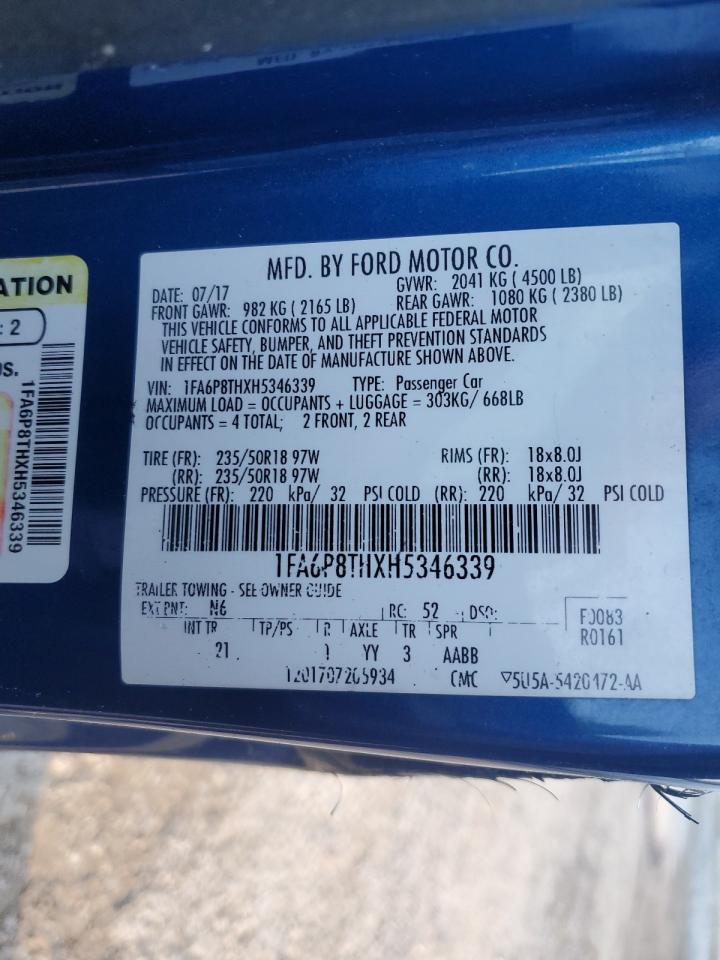 ATION
: 2
OS.
1FA6P8THXH5346339
MFD. BY FORD MOTOR CO.
DATE: 07/17 GVWR: 2041 KG ( 4500 LB)
FRONT GAWR: 982 KG ( 2165 LB) REAR GAWR: 1080 KG ( 2380 LB)
THIS VEHICLE CONFORMS TO ALL APPLICABLE FEDERAL MOTOR
VEHICLE SAFETY, BUMPER, AND THEFT PREVENTION STANDARDS
IN EFFECT ON THE DATE OF MANUFACTURE SHOWN ABOVE.
VIN: 1FA6P8THXH5346339 TYPE: Passenger Car
MAXIMUM LOAD = OCCUPANTS + LUGGAGE = 303KG/ 668LB
OCCUPANTS = 4 TOTAL; 2 FRONT, 2 REAR
TIRE (FR): 235/50R18 97W RIMS (FR): 18x8.0J
(RR): 235/50R18 97W (RR): 18x8.0J
PRESSURE (FR): 220 kPa/ 32 PSI COLD (RR): 220 kPa/ 32 PSI COLD
1FA6P8THXH5346339
TRAILER TOWING - SEE OWNER GUIDE
EXT PNT: N6 RC: 52 DSO: F0083
INT TR TP/PS R AXLE TR SPR R0161
21 YY 3 AABB
CMC